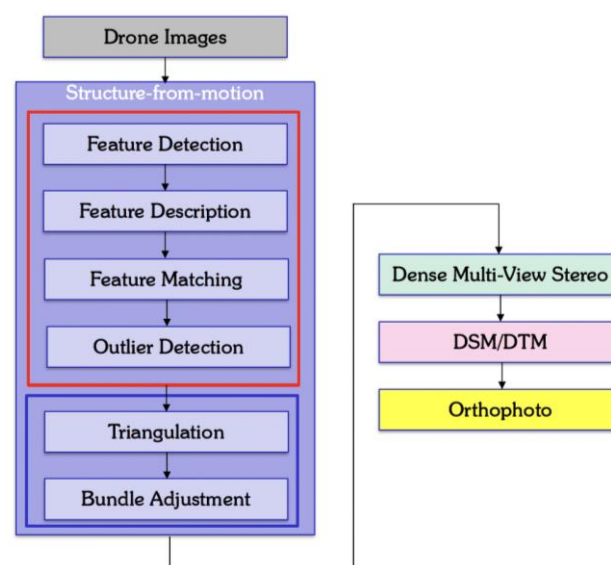 Drone Images
Structure-from-motion
Feature Detection
Feature Description
Feature Matching
Outlier Detection
Triangulation
Bundle Adjustment
Dense Multi-View Stereo
DSM/DTM
Orthophoto